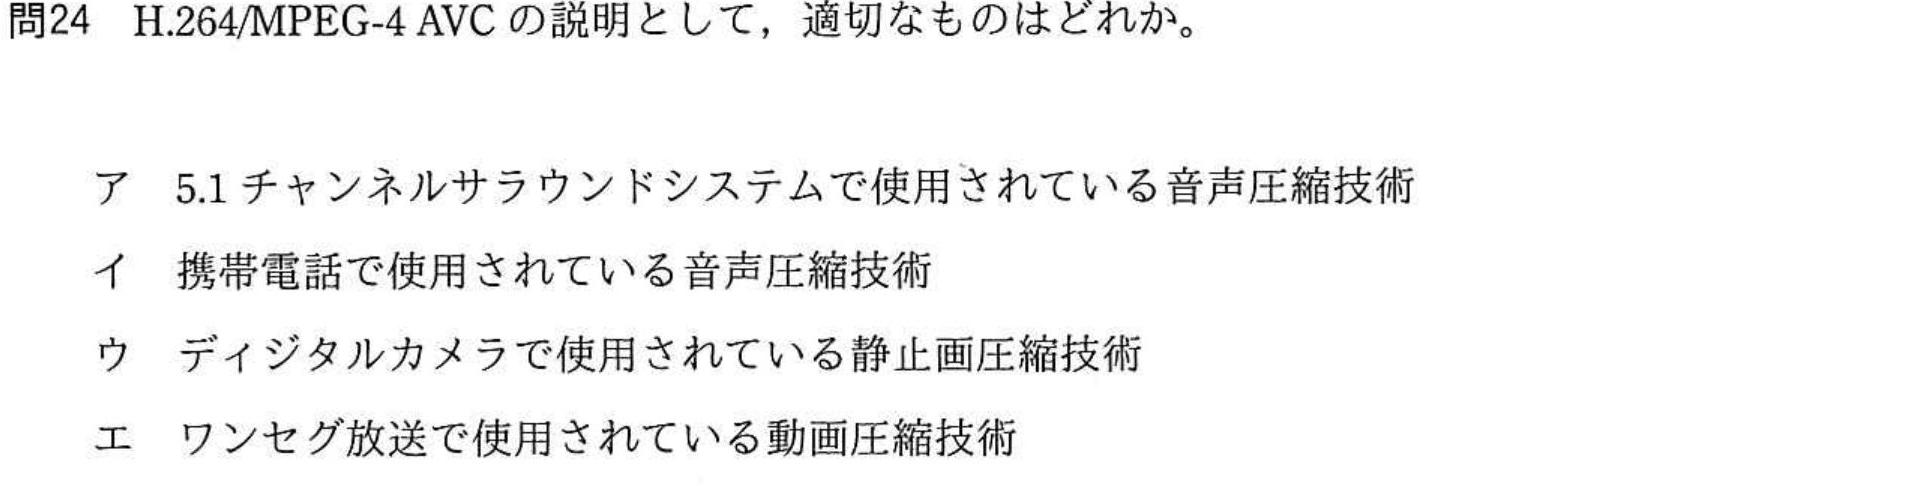 問24 H.264/MPEG-4 AVC の説明として，適切なものはどれか。
ア 5.1 チャンネルサラウンドシステムで使用されている音声圧縮技術
イ 携帯電話で使用されている音声圧縮技術
ウ ディジタルカメラで使用されている静止画圧縮技術
エ ワンセグ放送で使用されている動画圧縮技術